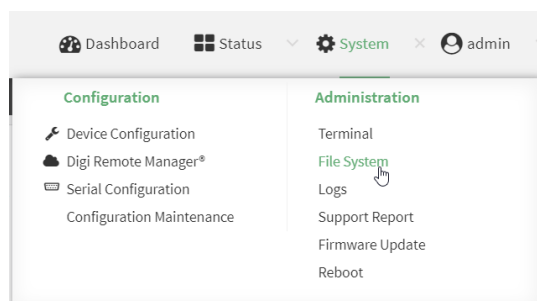 Dashboard Status System admin
Configuration
Device Configuration
Digi Remote Manager®
Serial Configuration
Configuration Maintenance
Administration
Terminal
File System
Logs
Support Report
Firmware Update
Reboot